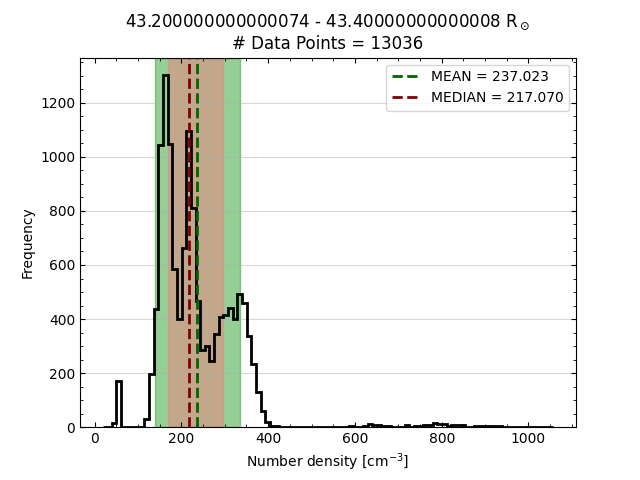 43.200000000000074 - 43.40000000000008 R⊙
# Data Points = 13036
MEAN = 237.023
MEDIAN = 217.070
1200
1000
800
600
400
200
0
Frequency
0 200 400 600 800 1000
Number density [cm⁻³]